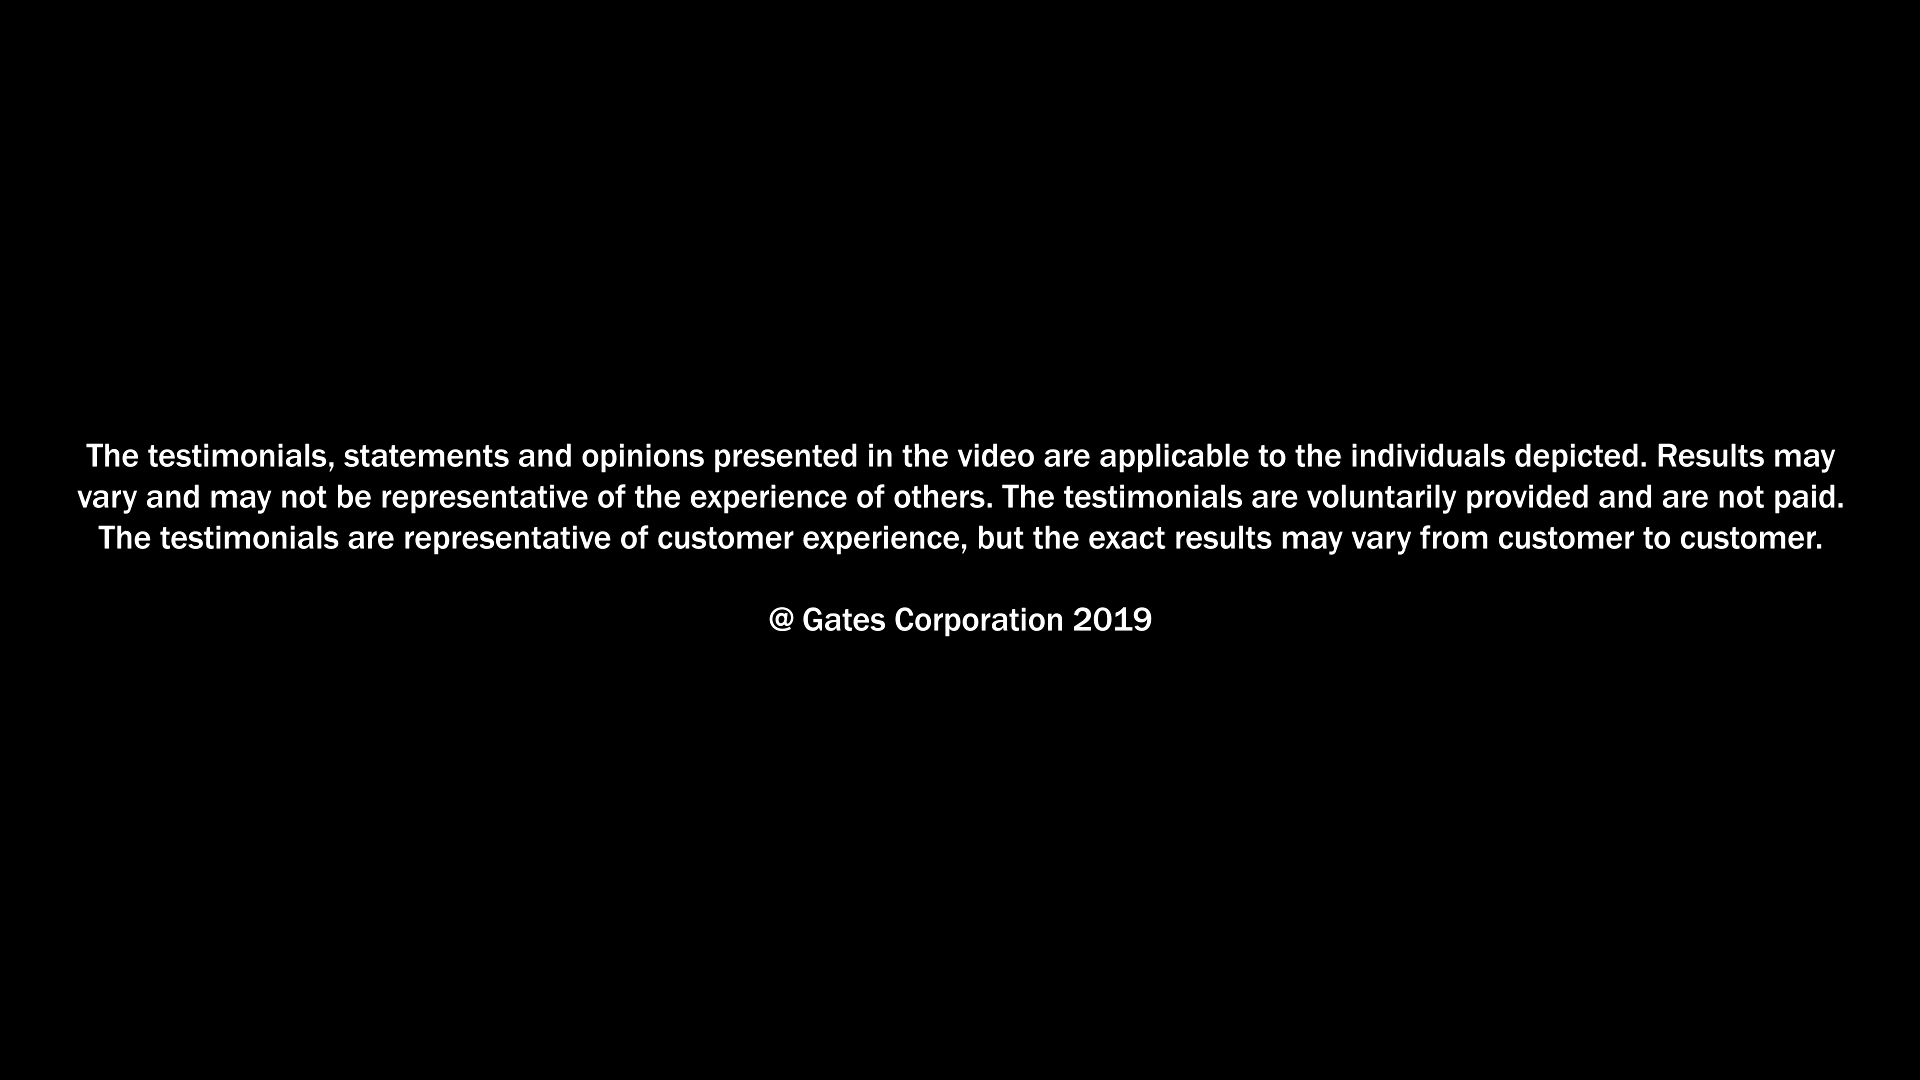 The testimonials, statements and opinions presented in the video are applicable to the individuals depicted. Results may
vary and may not be representative of the experience of others. The testimonials are voluntarily provided and are not paid.
The testimonials are representative of customer experience, but the exact results may vary from customer to customer.
@ Gates Corporation 2019